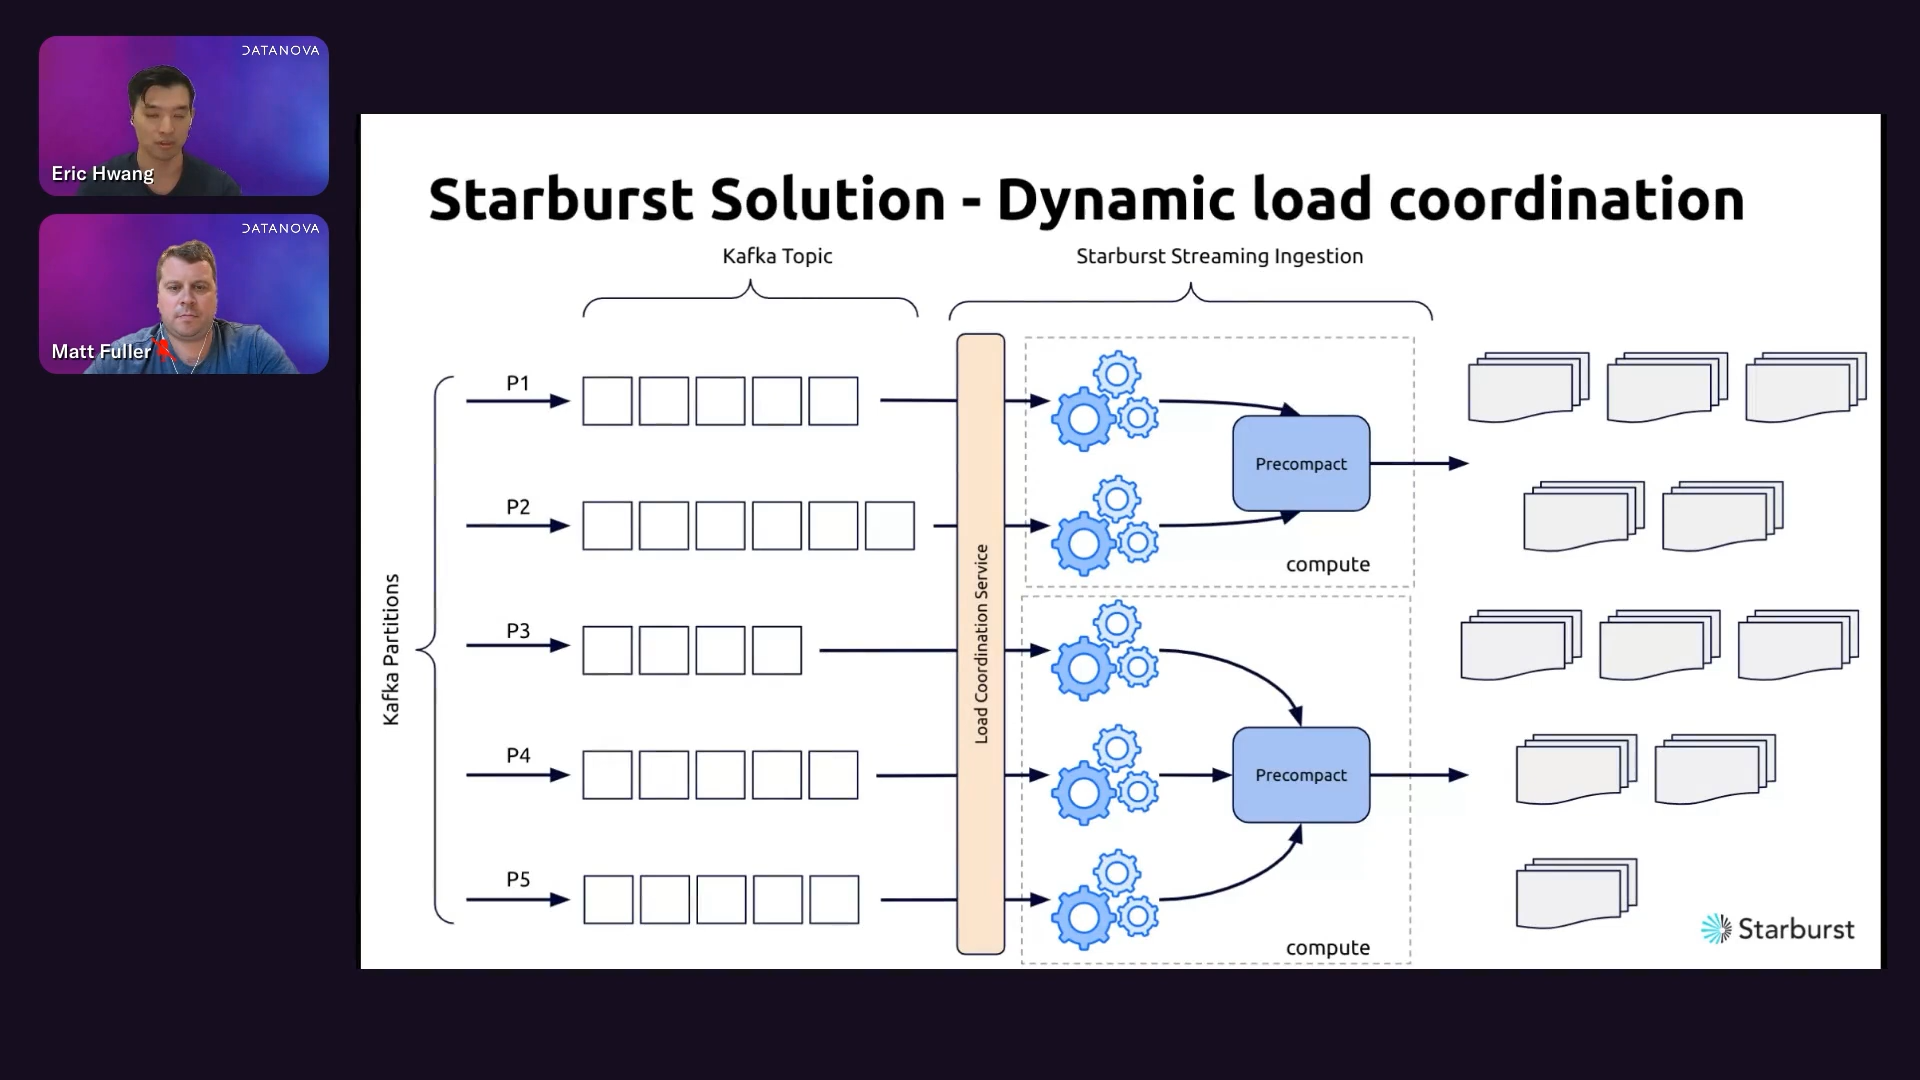 DATANOVA
Eric Hwang
DATANOVA
Matt Fuller
Starburst Solution - Dynamic load coordination
Kafka Topic
Starburst Streaming Ingestion
Kafka Partitions
P1
P2
P3
P4
P5
Load Coordination Service
Precompact
compute
Precompact
compute
Starburst